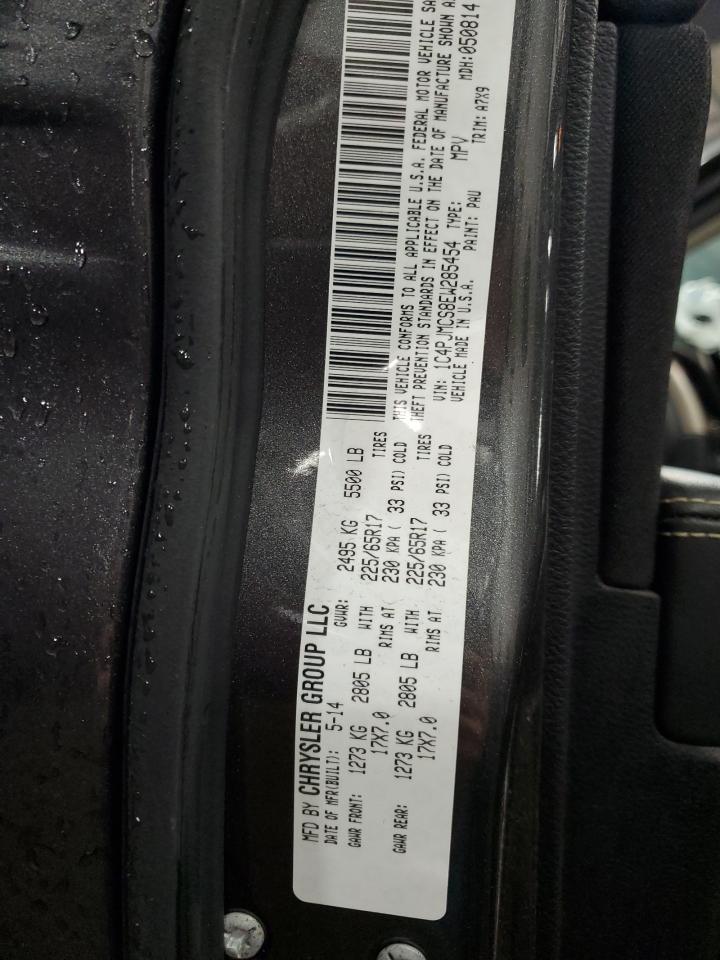 MFD BY CHRYSLER GROUP LLC
DATE OF MFR(BUILT): 5-14 GVWR: 2495 KG 5500 LB
GAWR FRONT: 1273 KG 2805 LB WITH 225/65R17 TIRES
17X7.0 RIMS AT 230 KPA ( 33 PSI) COLD
GAWR REAR: 1273 KG 2805 LB WITH 225/65R17 TIRES
17X7.0 RIMS AT 230 KPA ( 33 PSI) COLD
THIS VEHICLE CONFORMS TO ALL APPLICABLE U.S.A. FEDERAL MOTOR VEHICLE SA
THEFT PREVENTION STANDARDS IN EFFECT ON THE DATE OF MANUFACTURE SHOWN A
VIN: 1C4PJMCS8EW285454 TYPE: MPV MDH: 050814
VEHICLE MADE IN U.S.A. PAINT: PAU TRIM: A7X9